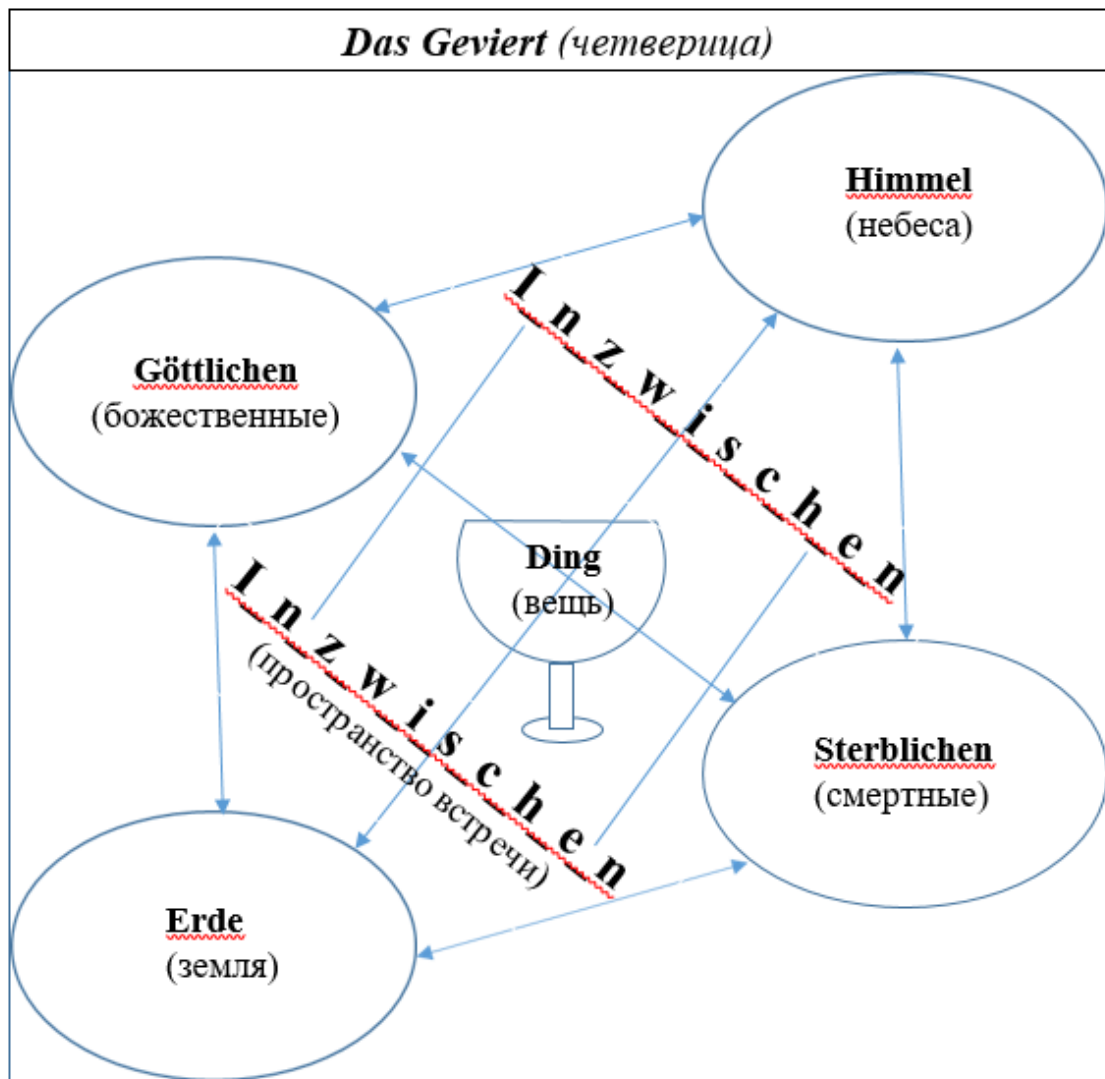 Das Geviert (четверица)
Himmel
(небеса)
Göttlichen
(божественные)
Inzwischen
Ding
(вещь)
Inzwischen
(пространство встречи)
Sterblichen
(смертные)
Erde
(земля)